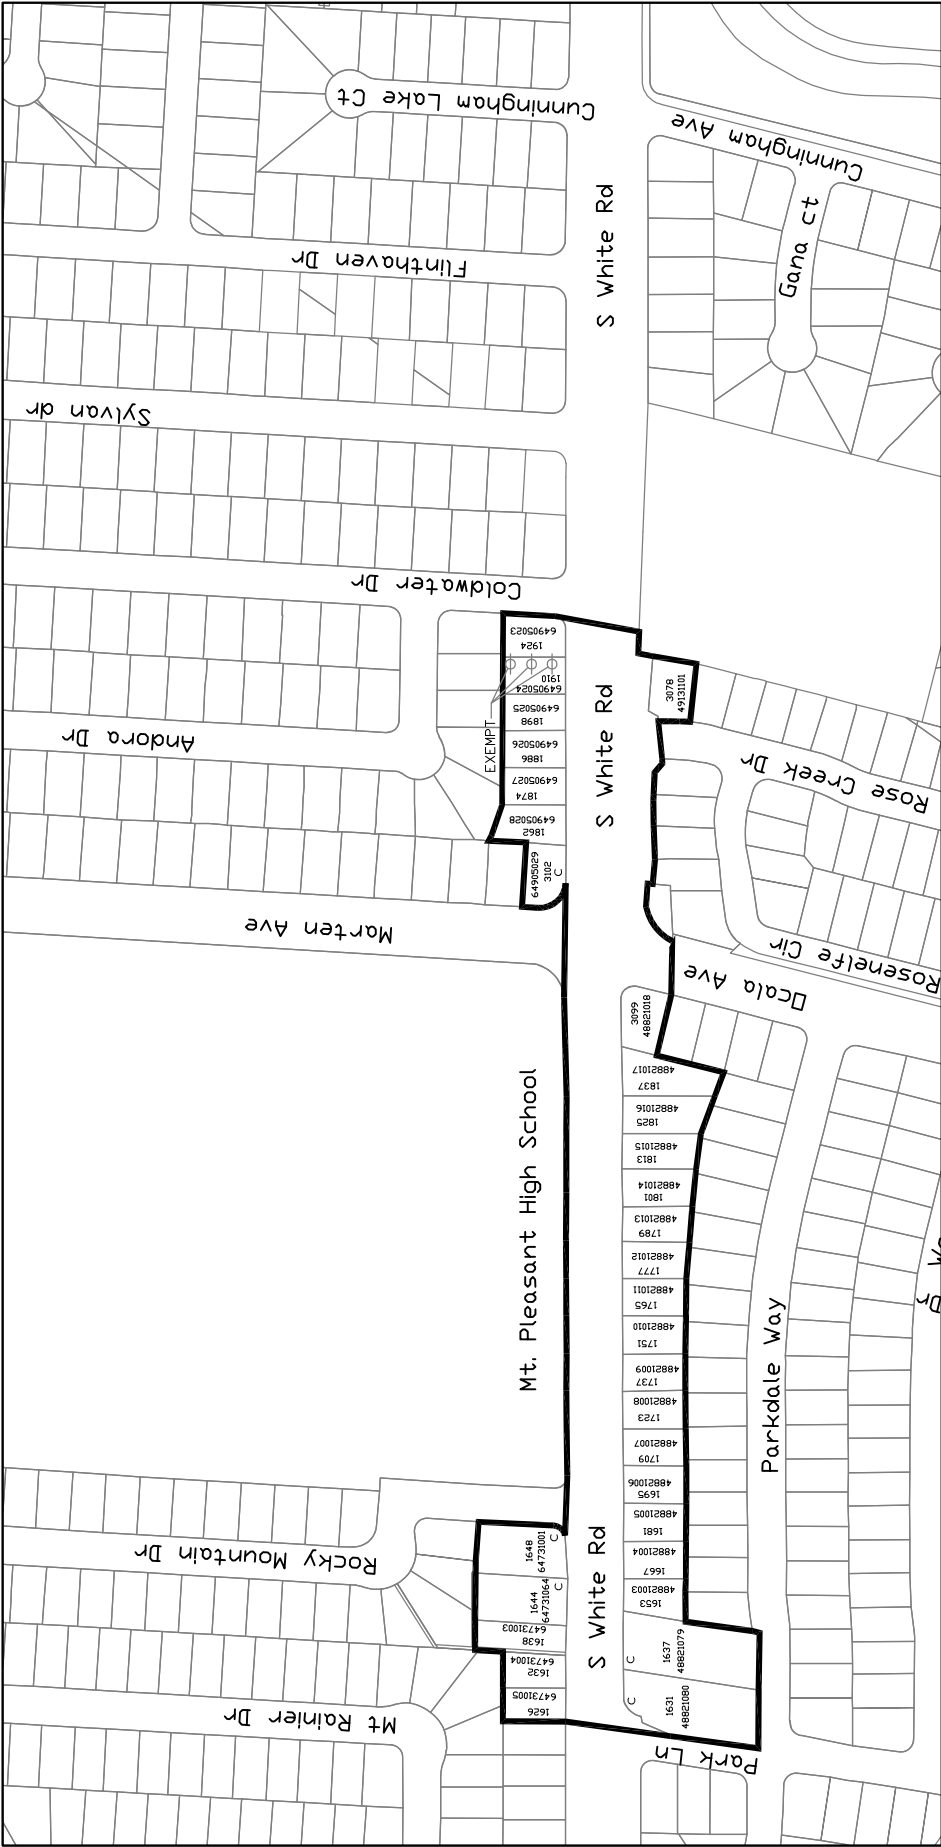 Cunningham Lake Ct
Cunningham Ave
S White Rd
Gana ct
Flinthaven Dr
Sylvan dr
Coldwater Dr
64905023
1924
1910
64905024
64905025
1898
EXEMPT
64905026
1886
64905027
1874
64905028
1862
64905029
3102
C
S White Rd
3078
49131101
Andora Dr
Rose Creek Dr
Marten Ave
Rosenelfe Cir
Ocala Ave
3099
48821018
48821017
1837
48821016
1825
48821015
1813
48821014
1801
48821013
1789
48821012
1777
48821011
1765
48821010
1751
48821009
1737
48821008
1723
48821007
1709
48821006
1695
48821005
1681
48821004
1667
48821003
1653
Mt. Pleasant High School
Parkdale Way
Dr
Rocky Mountain Dr
1648
64731001
C
1644
64731064
C
64731003
1638
64731004
1632
64731005
1626
S White Rd
C
1637
48821079
C
1631
48821080
Mt Rainier Dr
Park Ln